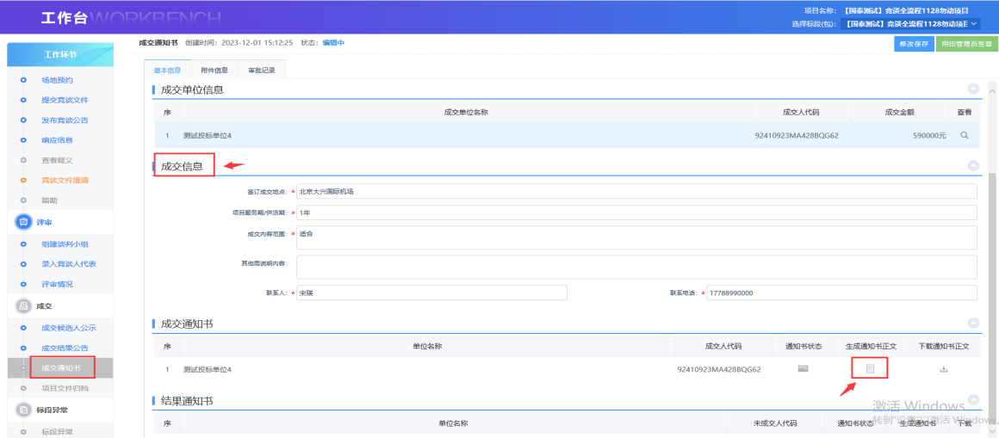 工作台WORKBENCH
项目名称： 【国泰测试】竞谈全流程1128勿动项目
选择标段(包)： 【国泰测试】竞谈全流程1128勿动项目
成交通知书 创建时间：2023-12-01 15:12:25 状态：编辑中
修改保存 用印管理员签章
工作环节
场地预约
提交竞谈文件
发布竞谈公告
响应信息
查看疑义
竞谈文件澄清
踏勘
评审
组建谈判小组
录入竞谈人代表
评审情况
成交
成交候选人公示
成交结果公告
成交通知书
项目文件归档
标段异常
标段异常
基本信息 附件信息 审批记录
成交单位信息
序 成交单位名称 成交人代码 成交金额 查看
1 测试投标单位4 92410923MA428BQG62 590000元
成交信息
签订成交地点： * 北京大兴国际机场
项目服务期/供货期： * 1年
成交内容范围： * 适合
其他需说明内容：
联系人： * 宋瑛 联系电话： * 17788990000
成交通知书
序 单位名称 成交人代码 通知书状态 生成通知书正文 下载通知书正文
1 测试投标单位4 92410923MA428BQG62
结果通知书
序 单位名称 未成交人代码 通知书状态 生成通知书 下载
激活 Windows
转到"设置"以激活 Windows。